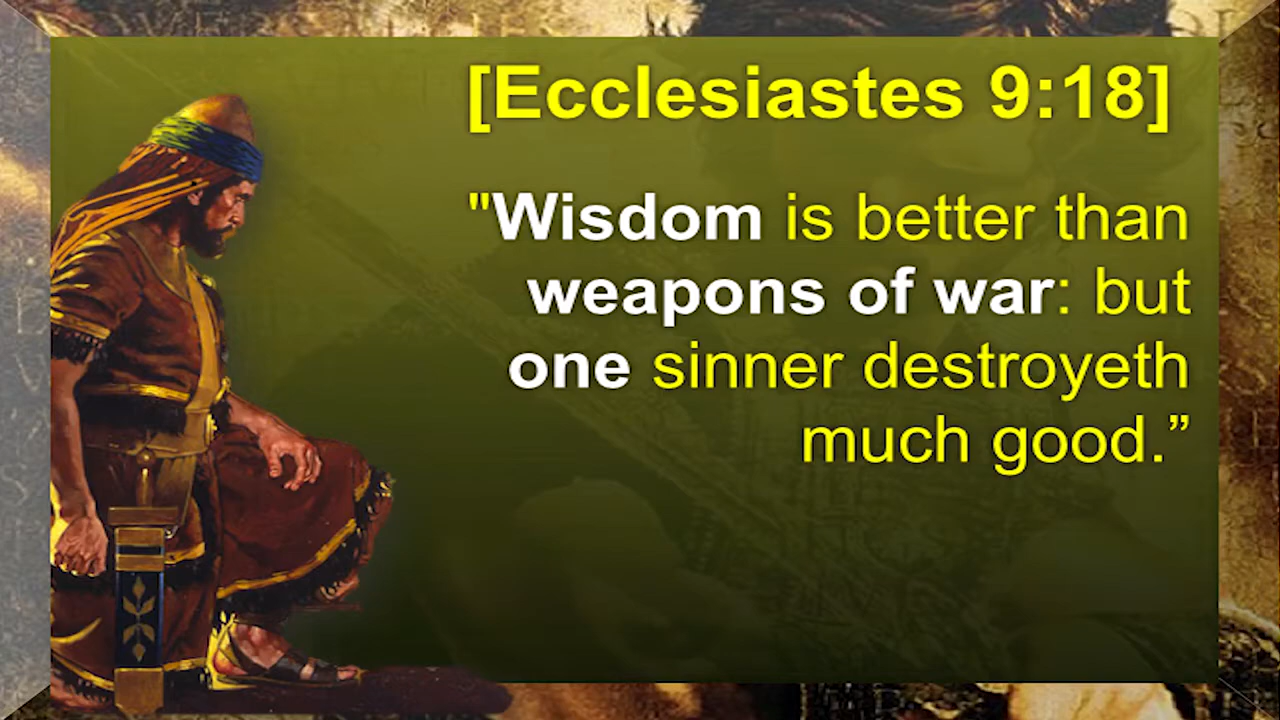 [Ecclesiastes 9:18]
"Wisdom is better than
weapons of war: but
one sinner destroyeth
much good.”